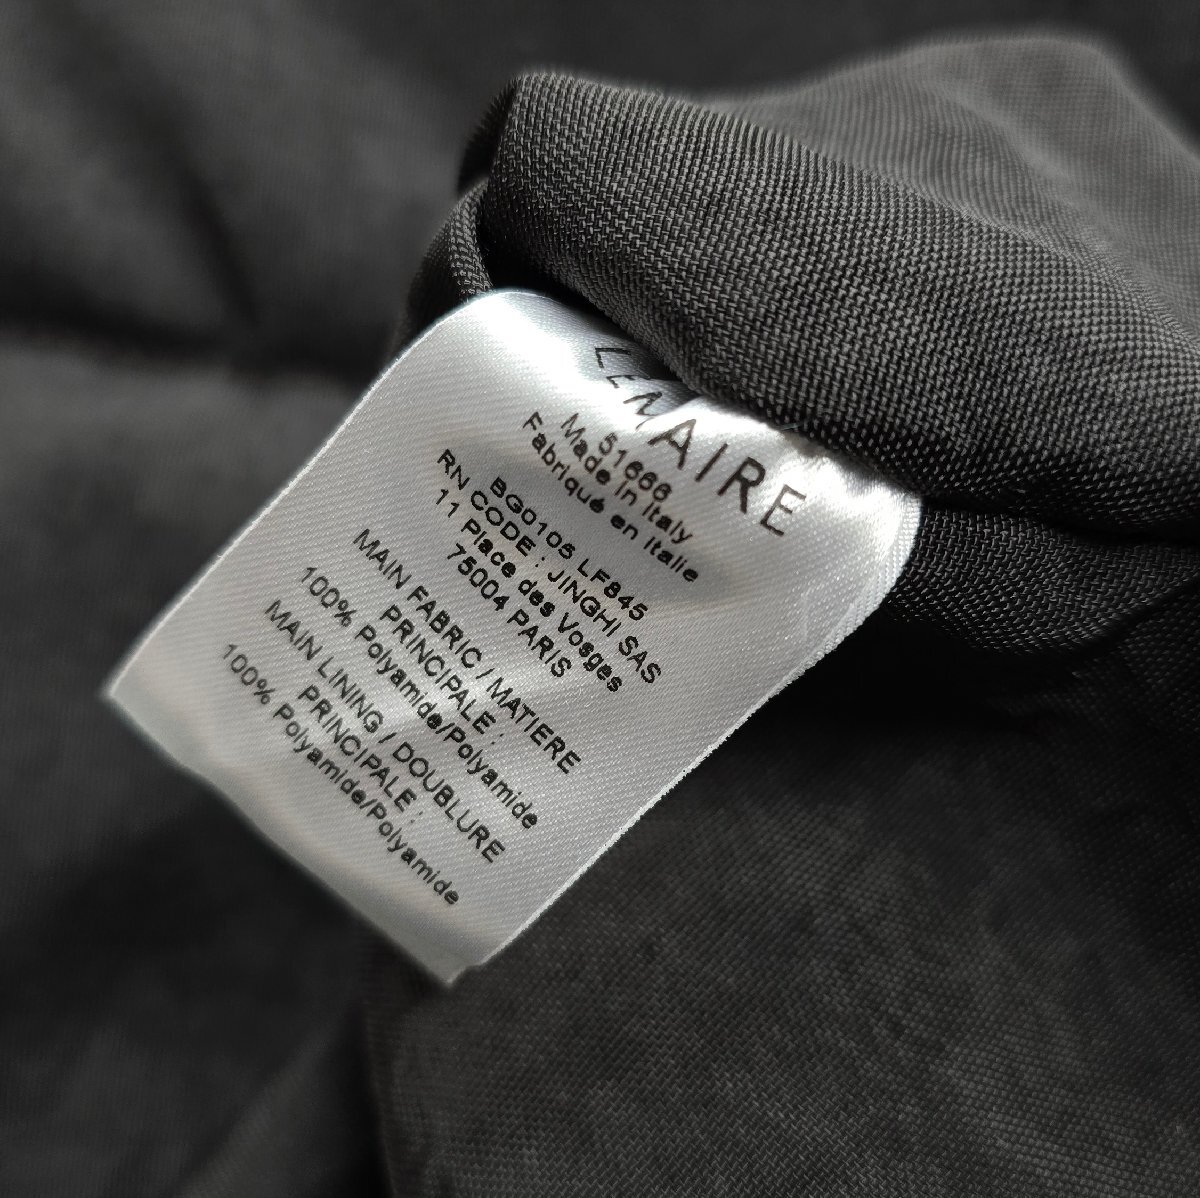 LEMAIRE
51666
Made in Italy
Fabriqué en Italie
BG0105 LF845
RN CODE : JINGHI SAS
11 Place des Vosges
75004 PARIS
MAIN FABRIC / MATIERE
PRINCIPALE :
100% Polyamide/Polyamide
MAIN LINING / DOUBLURE
PRINCIPALE :
100% Polyamide/Polyamide